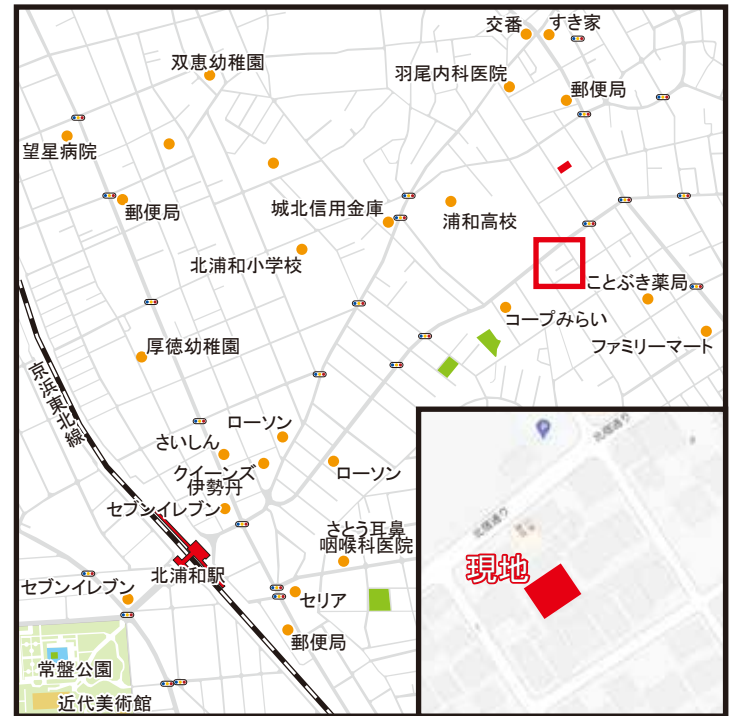 交番
すき家
双恵幼稚園
羽尾内科医院
郵便局
望星病院
郵便局
城北信用金庫
浦和高校
北浦和小学校
ことぶき薬局
コープみらい
厚徳幼稚園
ファミリーマート
京浜東北線
ローソン
さいしん
クイーンズ
伊勢丹
ローソン
セブンイレブン
さとう耳鼻
咽喉科医院
北浦和駅
セブンイレブン
セリア
郵便局
常盤公園
近代美術館
P
現地